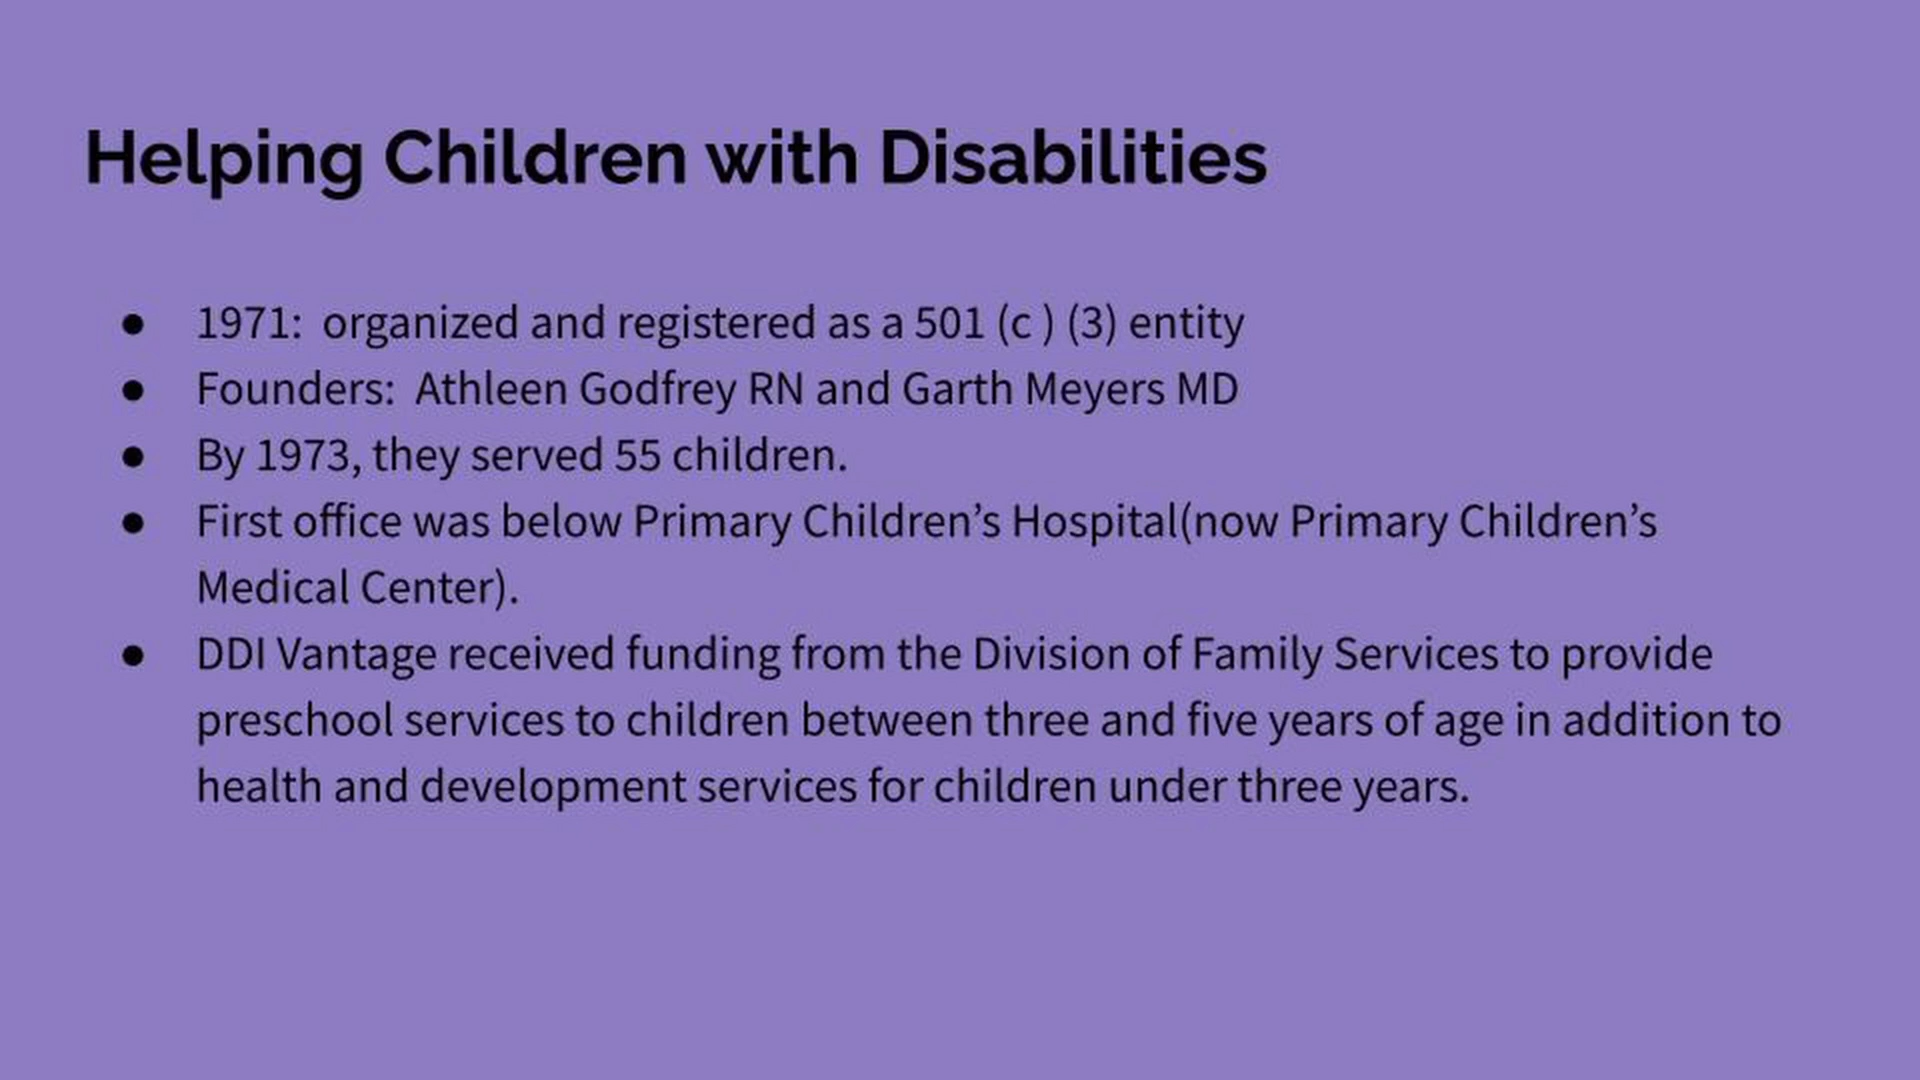 Helping Children with Disabilities
● 1971:  organized and registered as a 501 (c ) (3) entity
● Founders:  Athleen Godfrey RN and Garth Meyers MD
● By 1973, they served 55 children.
● First office was below Primary Children’s Hospital(now Primary Children’s
Medical Center).
● DDI Vantage received funding from the Division of Family Services to provide
preschool services to children between three and five years of age in addition to
health and development services for children under three years.